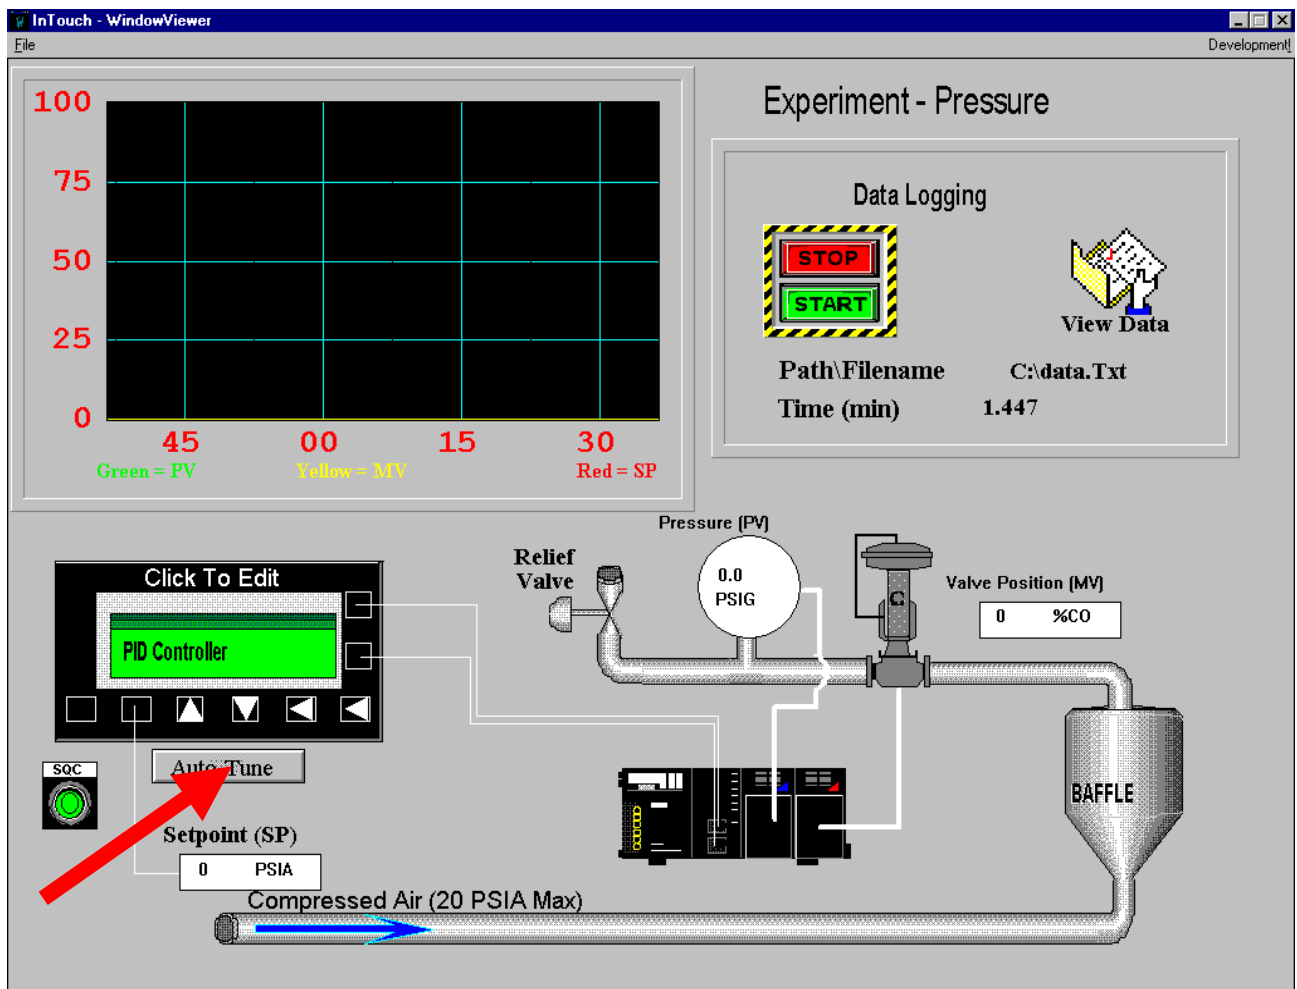 InTouch - WindowViewer
File
Development!
100
75
50
25
0
45 00 15 30
Green = PV Yellow = MV Red = SP
Experiment - Pressure
Data Logging
STOP
START
View Data
Path\Filename C:\data.Txt
Time (min) 1.447
Pressure (PV)
0.0
PSIG
Relief
Valve
Valve Position (MV)
0 %CO
Click To Edit
PID Controller
Auto Tune
SQC
Setpoint (SP)
0 PSIA
BAFFLE
Compressed Air (20 PSIA Max)